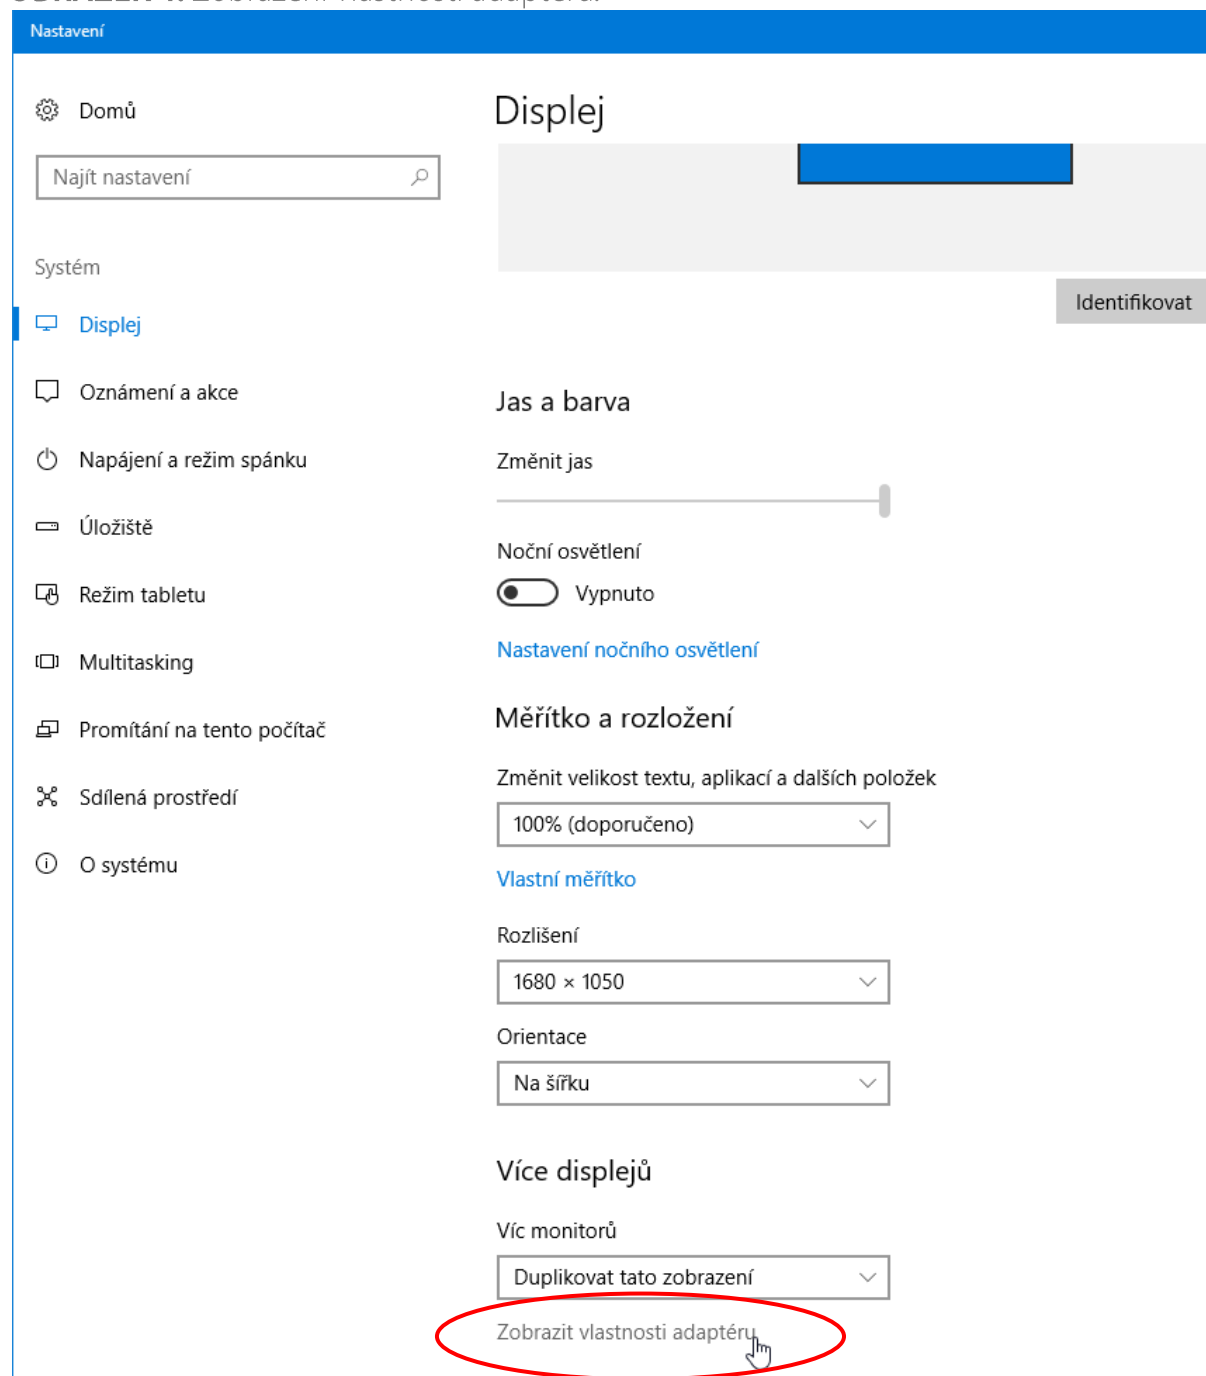 Nastavení
Domů
Najít nastavení
Systém
Displej
Oznámení a akce
Napájení a režim spánku
Úložiště
Režim tabletu
Multitasking
Promítání na tento počítač
Sdílená prostředí
O systému
Displej
Identifikovat
Jas a barva
Změnit jas
Noční osvětlení
Vypnuto
Nastavení nočního osvětlení
Měřítko a rozložení
Změnit velikost textu, aplikací a dalších položek
100% (doporučeno)
Vlastní měřítko
Rozlišení
1680 × 1050
Orientace
Na šířku
Více displejů
Víc monitorů
Duplikovat tato zobrazení
Zobrazit vlastnosti adaptéru